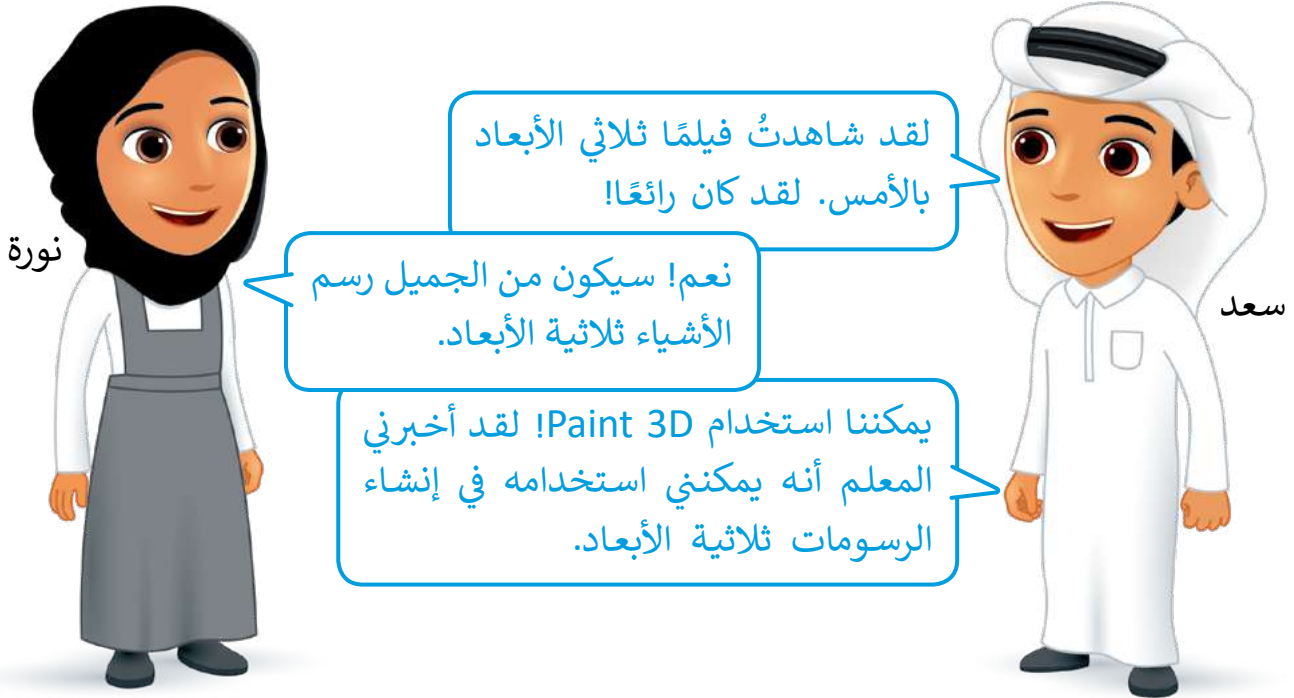 لقد شاهدتُ فيلمًا ثلاثي الأبعاد
بالأمس. لقد كان رائعًا!
نورة
نعم! سيكون من الجميل رسم
الأشياء ثلاثية الأبعاد.
سعد
يمكننا استخدام Paint 3D! لقد أخبرني
المعلم أنه يمكنني استخدامه في إنشاء
الرسومات ثلاثية الأبعاد.